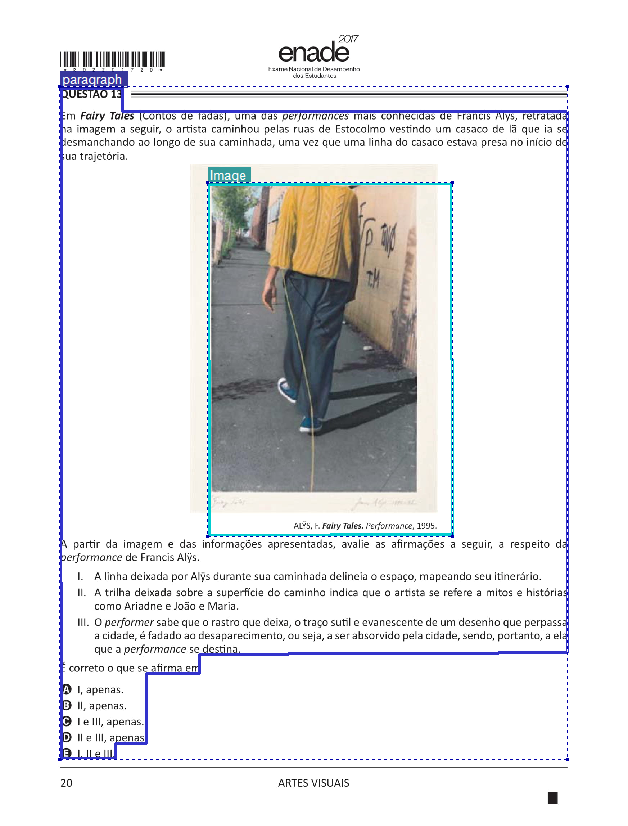 enade 2017
Exame Nacional de Desempenho
dos Estudantes
*R20201720*
paragraph
QUESTÃO 13
Em Fairy Tales (Contos de fadas), uma das performances mais conhecidas de Francis Alÿs, retratada
na imagem a seguir, o artista caminhou pelas ruas de Estocolmo vestindo um casaco de lã que ia se
desmanchando ao longo de sua caminhada, uma vez que uma linha do casaco estava presa no início de
sua trajetória.
Image
ALŸS, F. Fairy Tales. Performance, 1995.
A partir da imagem e das informações apresentadas, avalie as afirmações a seguir, a respeito da
performance de Francis Alÿs.
I. A linha deixada por Alÿs durante sua caminhada delineia o espaço, mapeando seu itinerário.
II. A trilha deixada sobre a superfície do caminho indica que o artista se refere a mitos e histórias
como Ariadne e João e Maria.
III. O performer sabe que o rastro que deixa, o traço sutil e evanescente de um desenho que perpassa
a cidade, é fadado ao desaparecimento, ou seja, a ser absorvido pela cidade, sendo, portanto, a ela
que a performance se destina.
É correto o que se afirma em
A I, apenas.
B II, apenas.
C I e III, apenas.
D II e III, apenas.
E I, II e III.
20
ARTES VISUAIS